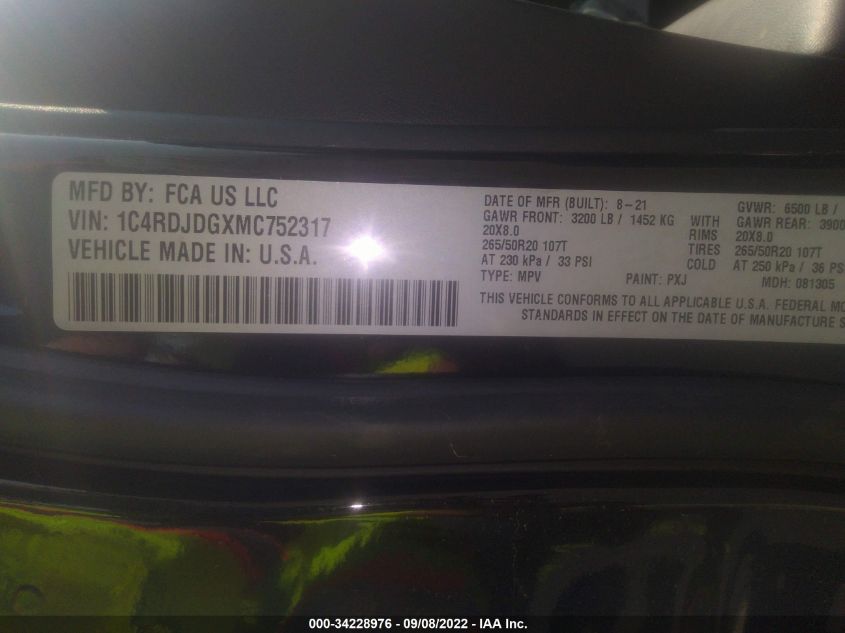 MFD BY: FCA US LLC
VIN: 1C4RDJDGXMC752317
VEHICLE MADE IN: U.S.A.
DATE OF MFR (BUILT): 8-21
GVWR: 6500 LB /
GAWR FRONT: 3200 LB/ 1452 KG WITH GAWR REAR: 3900
20X8.0 RIMS 20X8.0
265/50R20 107T TIRES 265/50R20 107T
AT 230 kPa / 33 PSI COLD AT 250 kPa / 36 PSI
TYPE: MPV PAINT: PXJ MDH: 081305
THIS VEHICLE CONFORMS TO ALL APPLICABLE U.S.A. FEDERAL MO
STANDARDS IN EFFECT ON THE DATE OF MANUFACTURE S
000-34228976 - 09/08/2022 - IAA Inc.